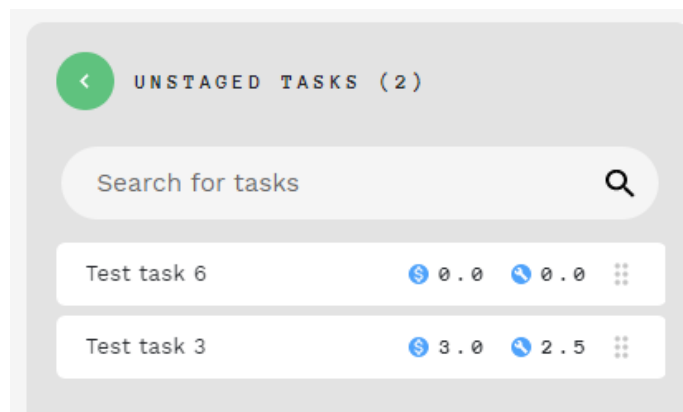 UNSTAGED TASKS (2)
Search for tasks
Test task 6 0.0 0.0
Test task 3 3.0 2.5